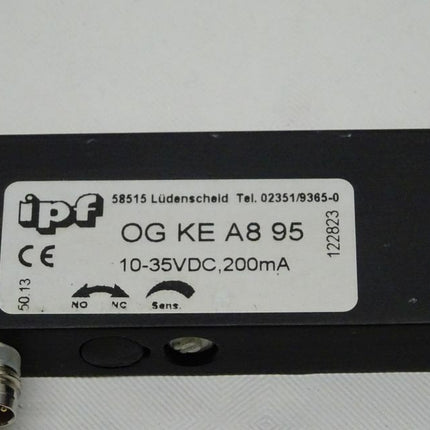 ipf
58515 Lüdenscheid Tel. 02351/9365-0
OG KE A8 95
10-35VDC,200mA
122823
CE
50.13
NO NC Sens.